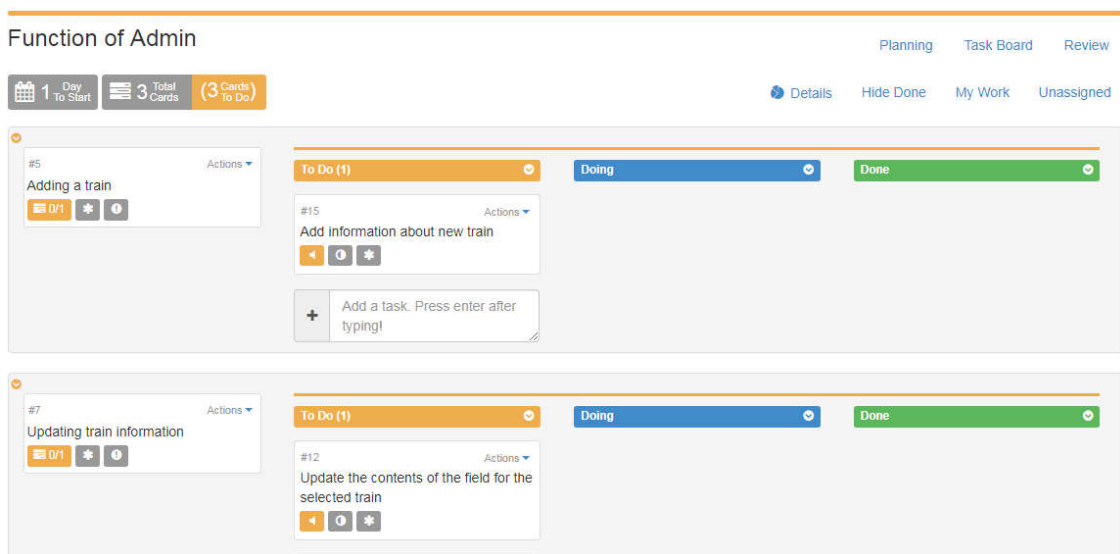 Function of Admin
Planning Task Board Review
1 Day To Start 3 Total Cards (3 Cards To Do)
Details Hide Done My Work Unassigned
#5 Actions
Adding a train
0/1
To Do (1) Doing Done
#15 Actions
Add information about new train
Add a task. Press enter after
typing!
#7 Actions
Updating train information
0/1
To Do (1) Doing Done
#12 Actions
Update the contents of the field for the
selected train